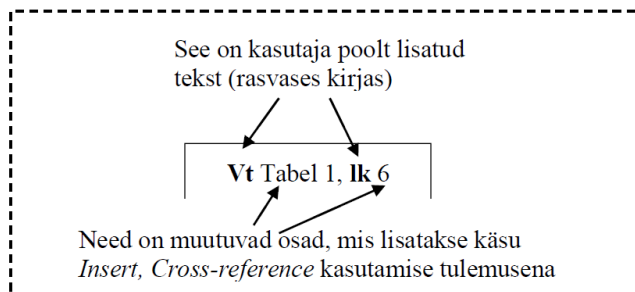 See on kasutaja poolt lisatud
tekst (rasvases kirjas)
Vt Tabel 1, lk 6
Need on muutuvad osad, mis lisatakse käsu
Insert, Cross-reference kasutamise tulemusena